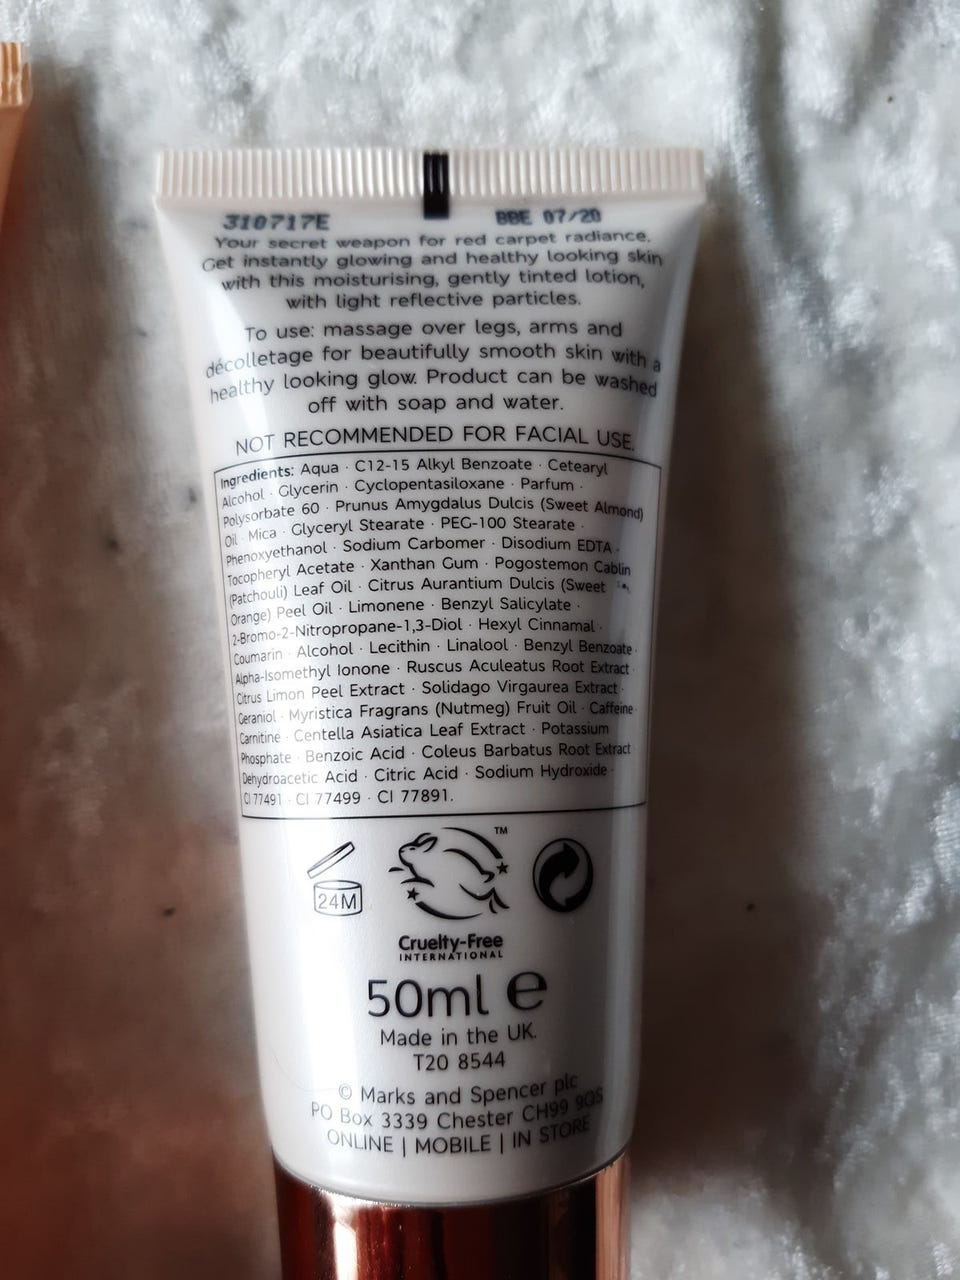 310717E BBE 07/20
Your secret weapon for red carpet radiance.
Get instantly glowing and healthy looking skin
with this moisturising, gently tinted lotion,
with light reflective particles.
To use: massage over legs, arms and
décolletage for beautifully smooth skin with a
healthy looking glow. Product can be washed
off with soap and water.
NOT RECOMMENDED FOR FACIAL USE.
Ingredients: Aqua · C12-15 Alkyl Benzoate · Cetearyl
Alcohol · Glycerin · Cyclopentasiloxane · Parfum ·
Polysorbate 60 · Prunus Amygdalus Dulcis (Sweet Almond)
Oil · Mica · Glyceryl Stearate · PEG-100 Stearate ·
Phenoxyethanol · Sodium Carbomer · Disodium EDTA ·
Tocopheryl Acetate · Xanthan Gum · Pogostemon Cablin
(Patchouli) Leaf Oil · Citrus Aurantium Dulcis (Sweet
Orange) Peel Oil · Limonene · Benzyl Salicylate ·
2-Bromo-2-Nitropropane-1,3-Diol · Hexyl Cinnamal ·
Coumarin · Alcohol · Lecithin · Linalool · Benzyl Benzoate ·
Alpha-Isomethyl Ionone · Ruscus Aculeatus Root Extract ·
Citrus Limon Peel Extract · Solidago Virgaurea Extract ·
Geraniol · Myristica Fragrans (Nutmeg) Fruit Oil · Caffeine ·
Carnitine · Centella Asiatica Leaf Extract · Potassium
Phosphate · Benzoic Acid · Coleus Barbatus Root Extract ·
Dehydroacetic Acid · Citric Acid · Sodium Hydroxide ·
CI 77491 · CI 77499 · CI 77891.
TM
24M
Cruelty-Free
INTERNATIONAL
50ml e
Made in the UK.
T20 8544
© Marks and Spencer plc
PO Box 3339 Chester CH99 9QS
ONLINE | MOBILE | IN STORE